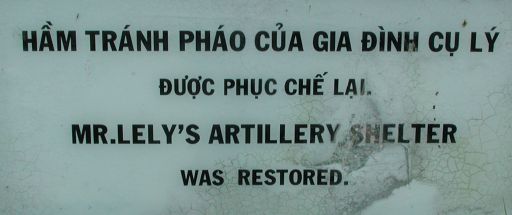 HẦM TRÁNH PHÁO CỦA GIA ĐÌNH CỤ LÝ
ĐƯỢC PHỤC CHẾ LẠI.
MR.LELY'S ARTILLERY SHELTER
WAS RESTORED.